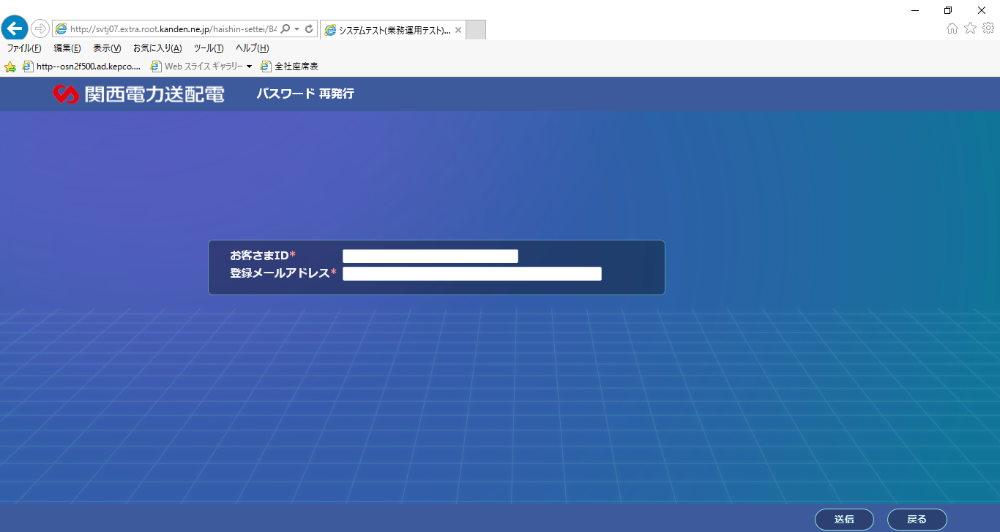 http://svtj07.extra.root.kanden.ne.jp/haishin-settei/B4
システムテスト(業務運用テスト)...
ファイル(F) 編集(E) 表示(V) お気に入り(A) ツール(T) ヘルプ(H)
http--osn2f500.ad.kepco.... Web スライス ギャラリー 全社座席表
関西電力送配電 パスワード 再発行
お客さまID*
登録メールアドレス*
送信 戻る